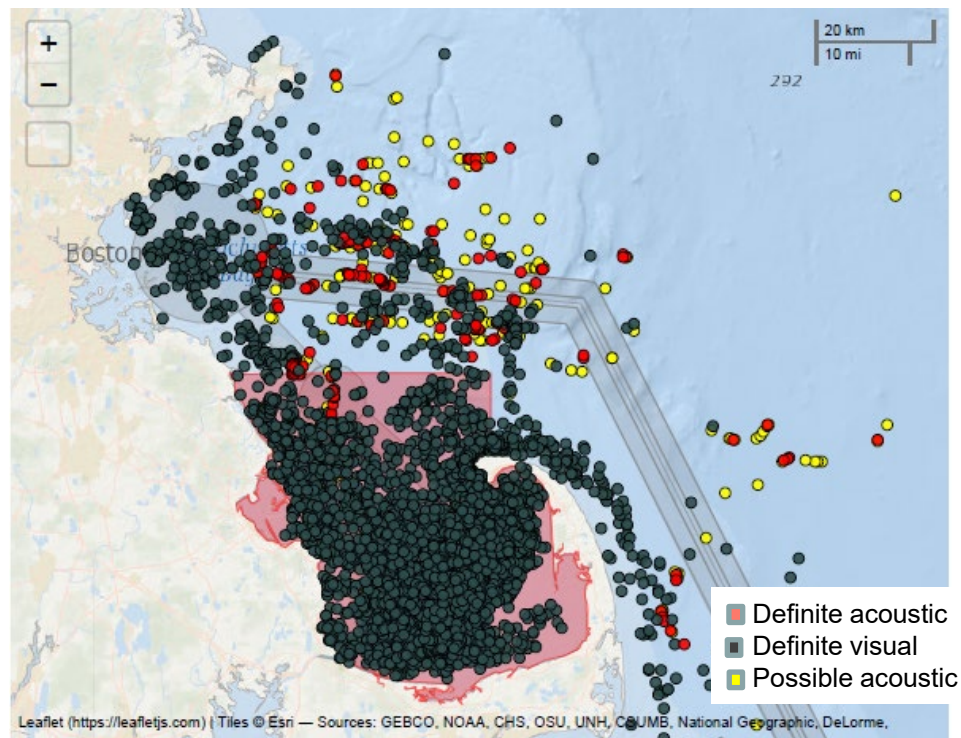 +
−
20 km
10 mi
292
Boston
Bay
Definite acoustic
Definite visual
Possible acoustic
Leaflet (https://leafletjs.com) | Tiles © Esri — Sources: GEBCO, NOAA, CHS, OSU, UNH, CSUMB, National Geographic, DeLorme,